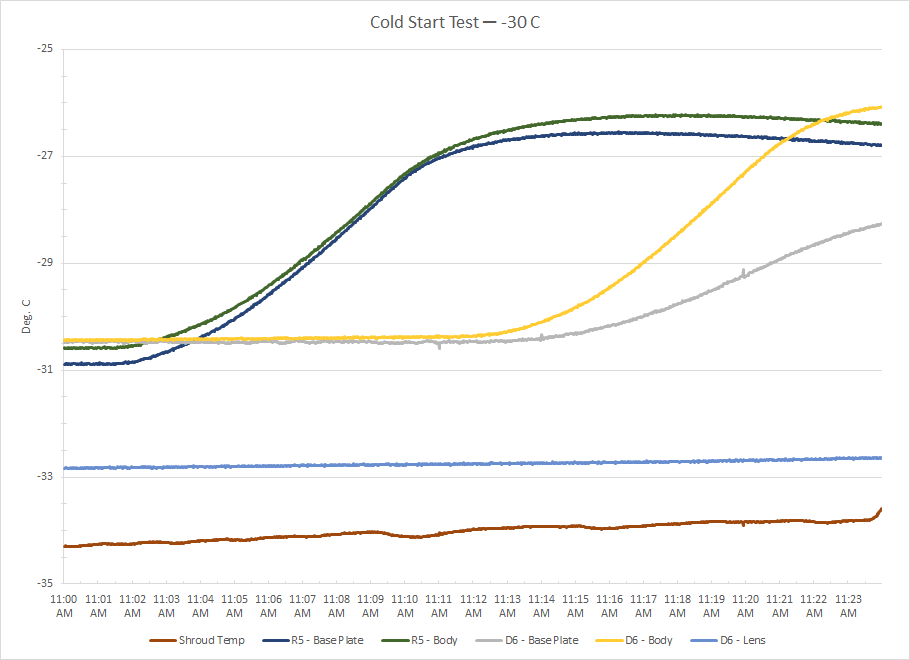 Cold Start Test — -30 C
-25
-27
-29
-31
-33
-35
Deg. C
11:00 AM 11:01 AM 11:02 AM 11:03 AM 11:04 AM 11:05 AM 11:06 AM 11:07 AM 11:08 AM 11:09 AM 11:10 AM 11:11 AM 11:12 AM 11:13 AM 11:14 AM 11:15 AM 11:16 AM 11:17 AM 11:18 AM 11:19 AM 11:20 AM 11:21 AM 11:22 AM 11:23 AM
Shroud Temp R5 - Base Plate R5 - Body D6 - Base Plate D6 - Body D6 - Lens